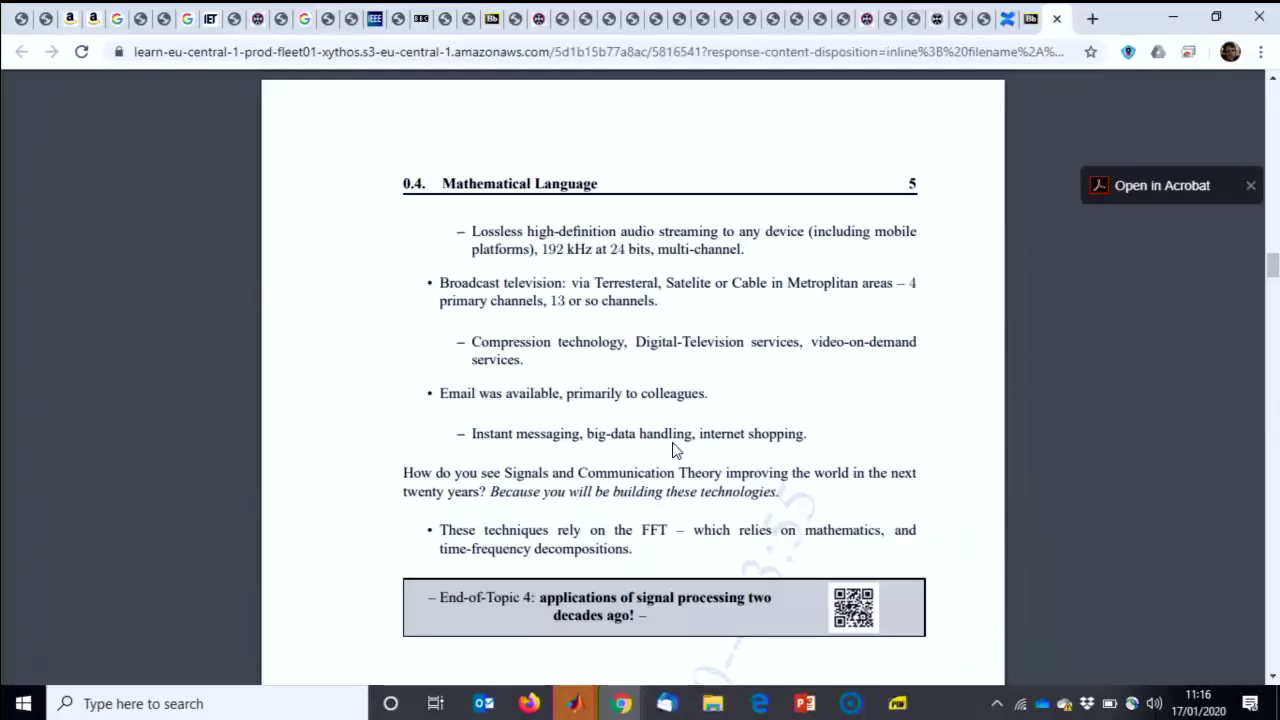 IET
IEEE
BBC
Bb
Bb
learn-eu-central-1-prod-fleet01-xythos.s3-eu-central-1.amazonaws.com/5d1b15b77a8ac/5816541?response-content-disposition=inline%3B%20filename%2A%...
Open in Acrobat
0.4. Mathematical Language 5
– Lossless high-definition audio streaming to any device (including mobile
platforms), 192 kHz at 24 bits, multi-channel.
• Broadcast television: via Terresteral, Satelite or Cable in Metroplitan areas – 4
primary channels, 13 or so channels.
– Compression technology, Digital-Television services, video-on-demand
services.
• Email was available, primarily to colleagues.
– Instant messaging, big-data handling, internet shopping.
How do you see Signals and Communication Theory improving the world in the next
twenty years? Because you will be building these technologies.
• These techniques rely on the FFT – which relies on mathematics, and
time-frequency decompositions.
– End-of-Topic 4: applications of signal processing two
decades ago! –
Type here to search
11:16
17/01/2020